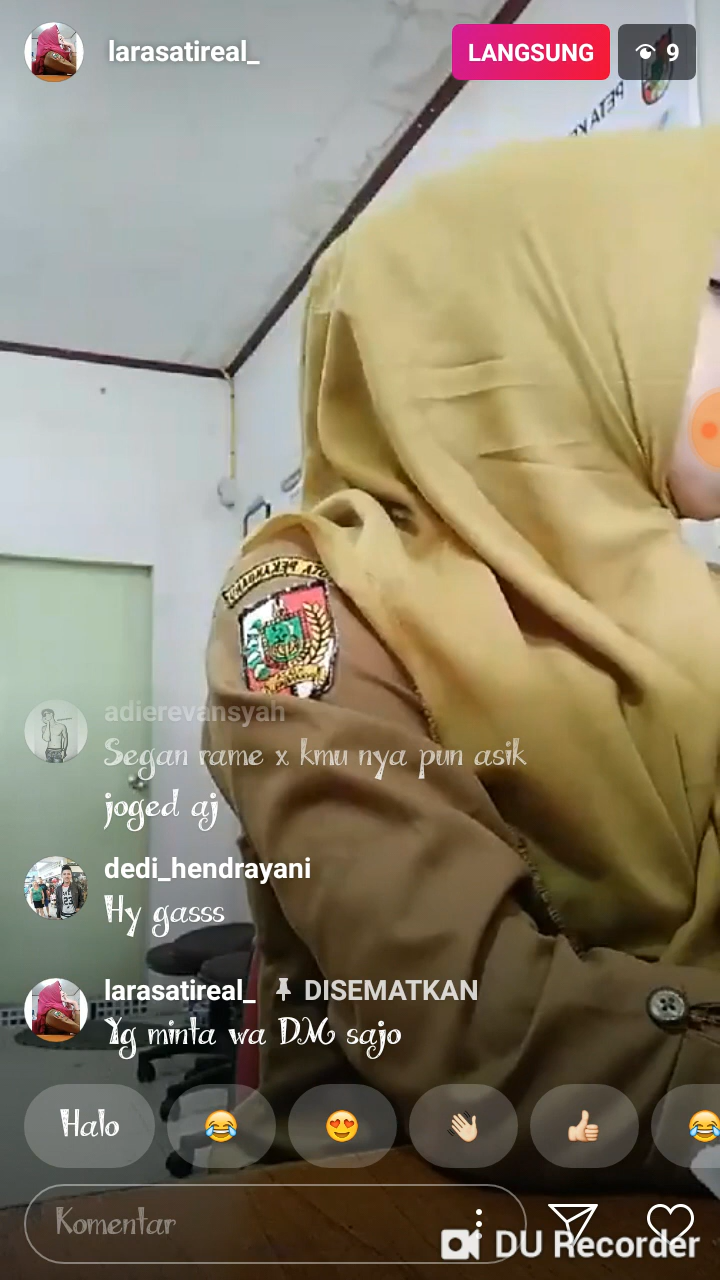 larasatireal_
LANGSUNG
9
PETA
adierevansyah
Segan rame x kmu nya pun asik
joged aj
dedi_hendrayani
Hy gasss
larasatireal_ DISEMATKAN
Yg minta wa DM sajo
Halo
Komentar
DU Recorder